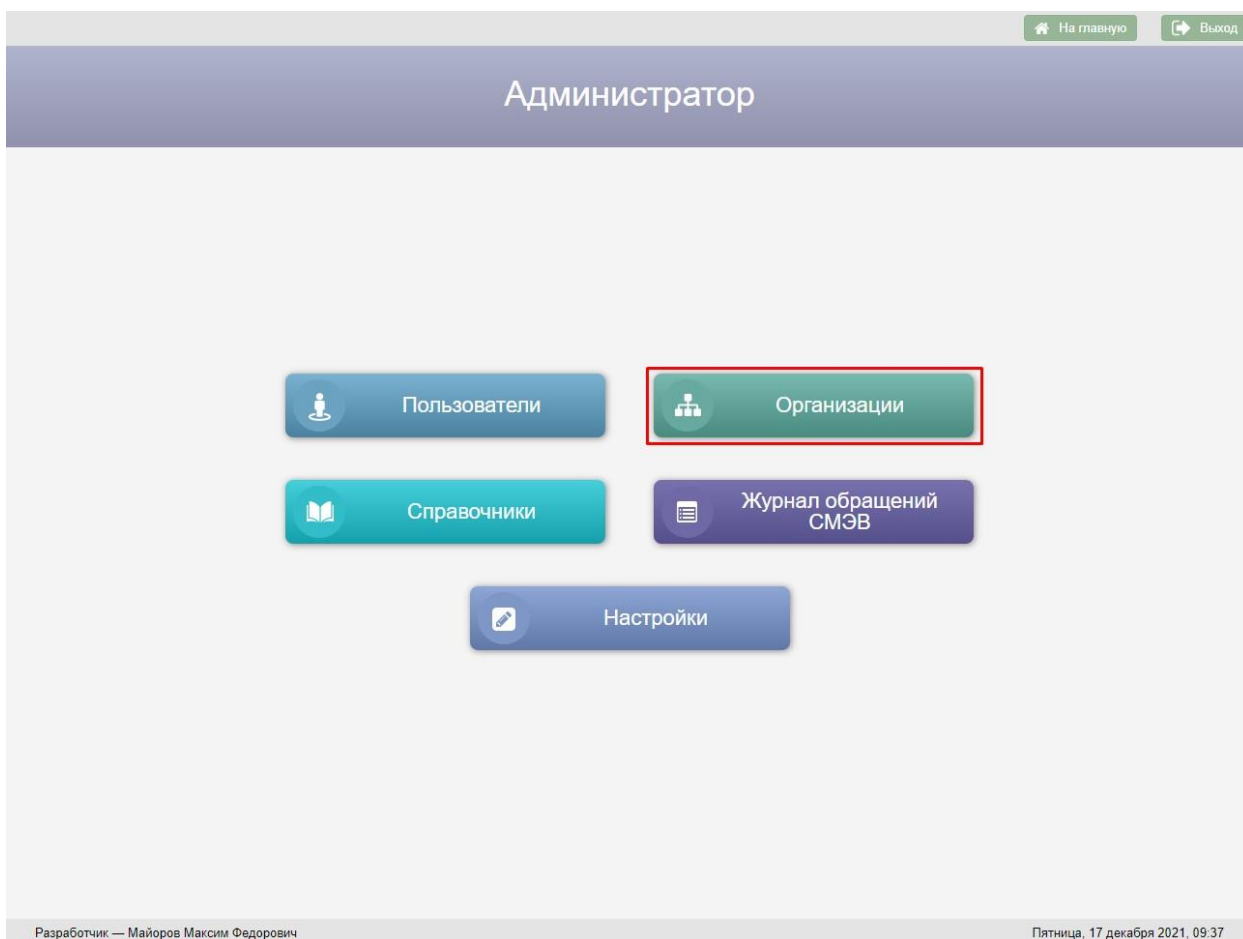 На главную
Выход
Администратор
Пользователи
Организации
Справочники
Журнал обращений
СМЭВ
Настройки
Разработчик — Майоров Максим Федорович
Пятница, 17 декабря 2021, 09:37